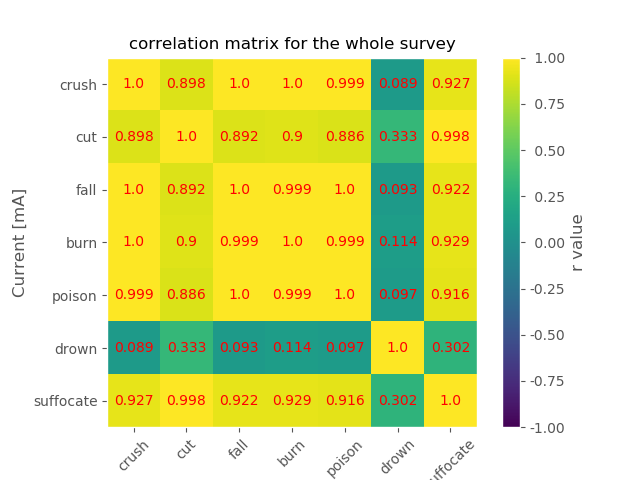 correlation matrix for the whole survey
crush 1.0 0.898 1.0 1.0 0.999 0.089 0.927
cut 0.898 1.0 0.892 0.9 0.886 0.333 0.998
fall 1.0 0.892 1.0 0.999 1.0 0.093 0.922
burn 1.0 0.9 0.999 1.0 0.999 0.114 0.929
poison 0.999 0.886 1.0 0.999 1.0 0.097 0.916
drown 0.089 0.333 0.093 0.114 0.097 1.0 0.302
suffocate 0.927 0.998 0.922 0.929 0.916 0.302 1.0
crush cut fall burn poison drown uffocate
Current [mA]
1.00
0.75
0.50
0.25
0.00
-0.25
-0.50
-0.75
-1.00
r value